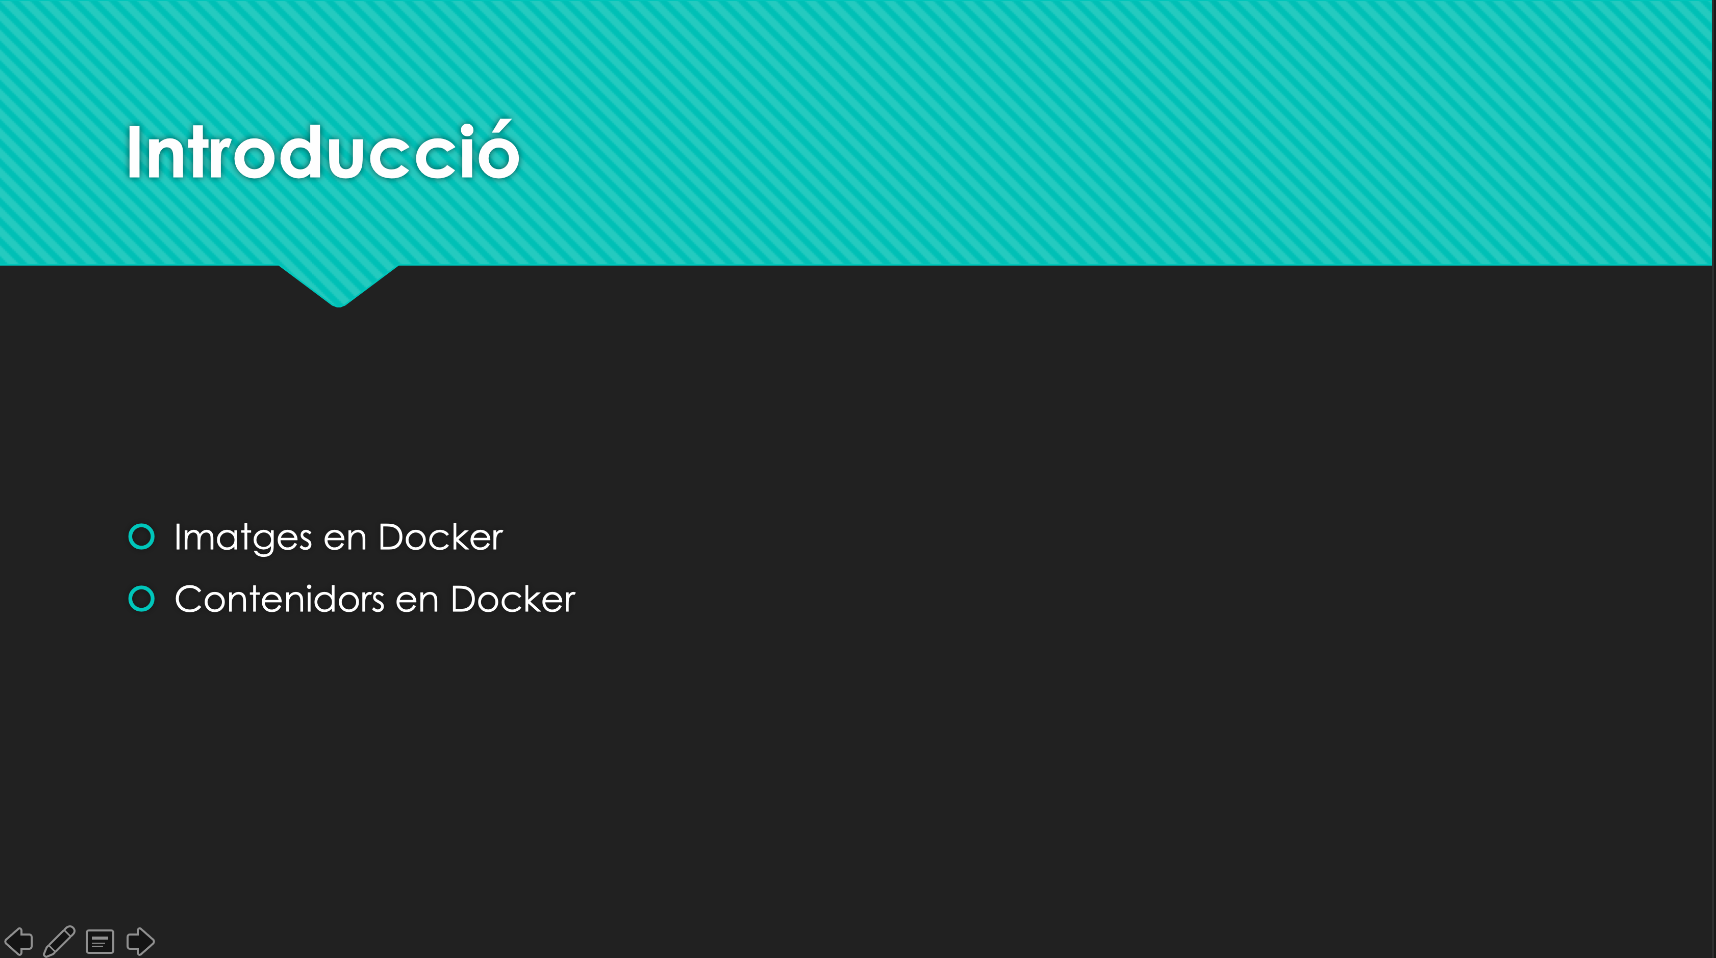 Introducció
Imatges en Docker
Contenidors en Docker